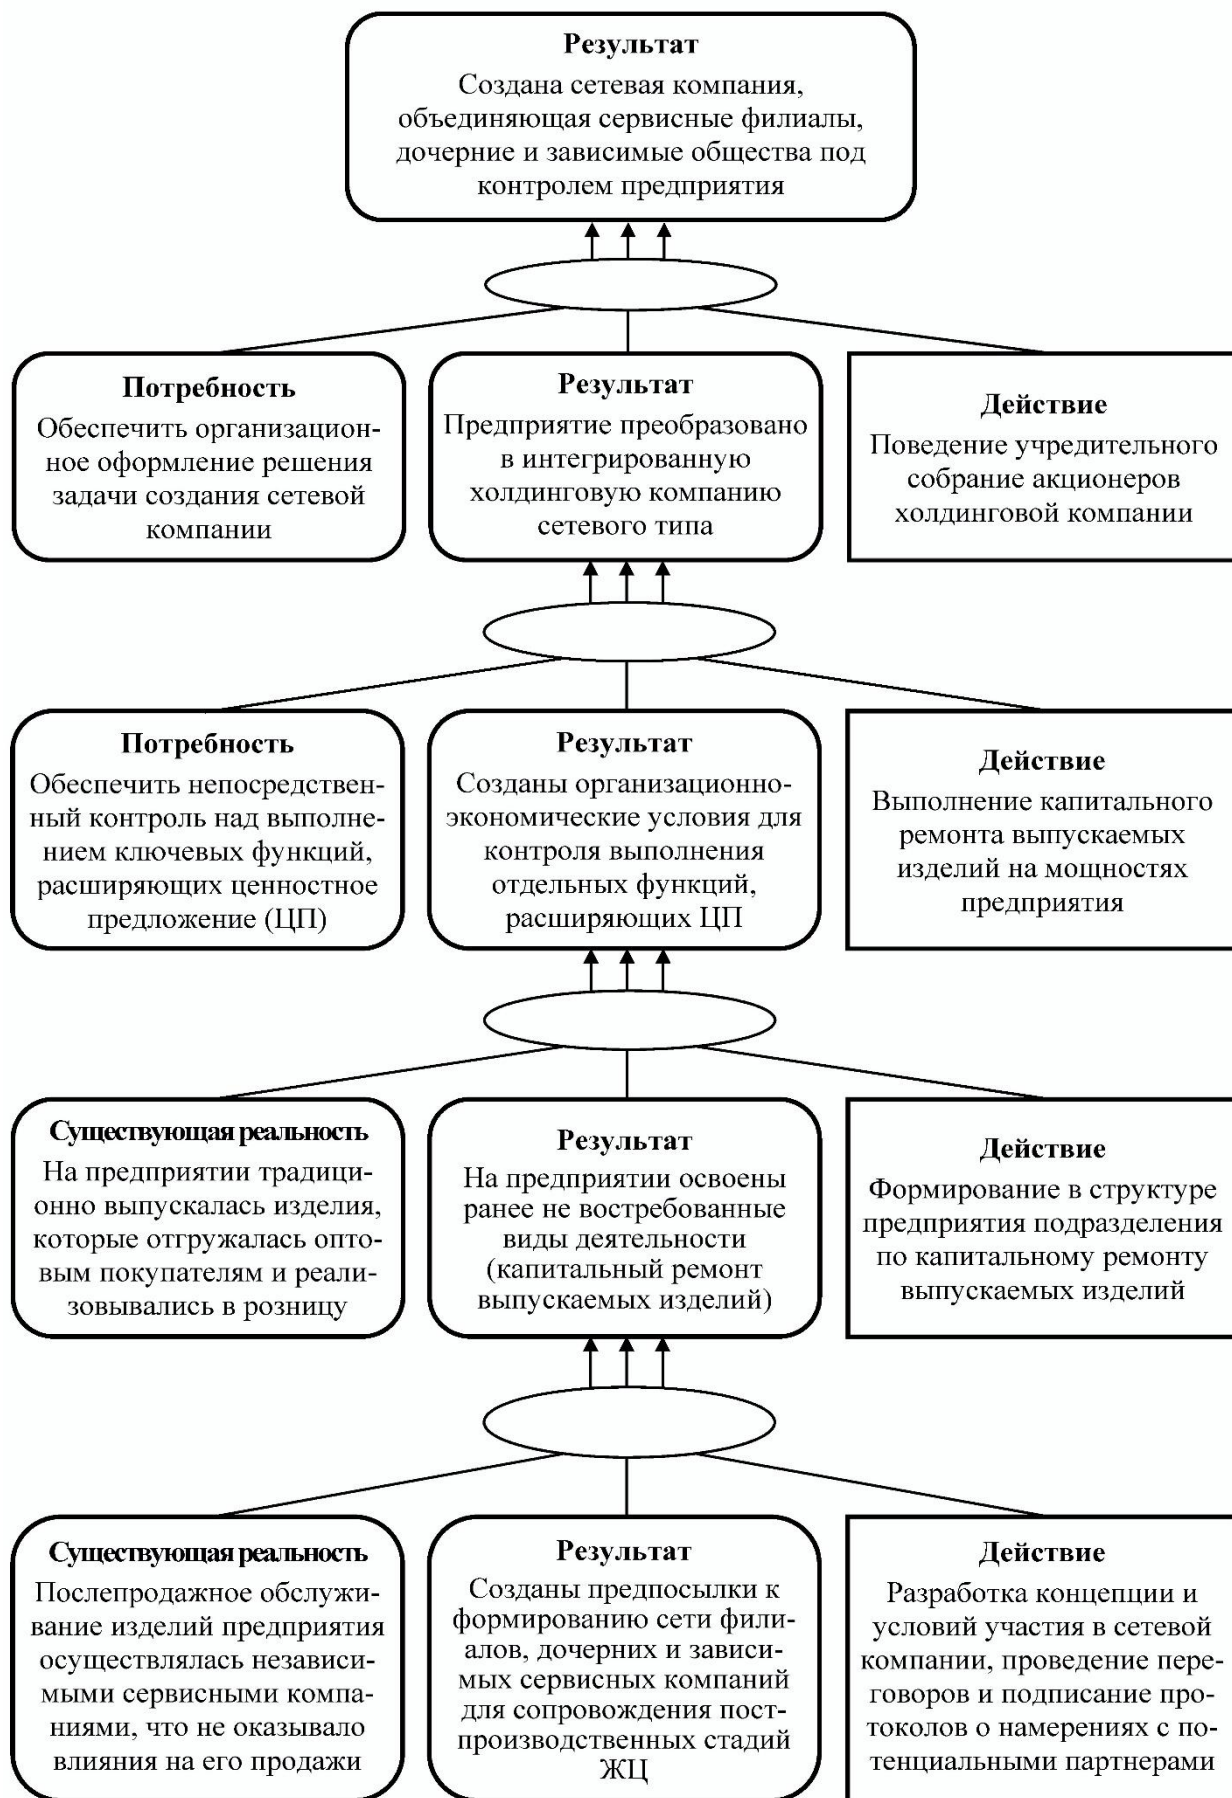 Результат
Создана сетевая компания,
объединяющая сервисные филиалы,
дочерние и зависимые общества под
контролем предприятия
Потребность
Обеспечить организацион-
ное оформление решения
задачи создания сетевой
компании
Результат
Предприятие преобразовано
в интегрированную
холдинговую компанию
сетевого типа
Действие
Поведение учредительного
собрание акционеров
холдинговой компании
Потребность
Обеспечить непосредствен-
ный контроль над выполне-
нием ключевых функций,
расширяющих ценностное
предложение (ЦП)
Результат
Созданы организационно-
экономические условия для
контроля выполнения
отдельных функций,
расширяющих ЦП
Действие
Выполнение капитального
ремонта выпускаемых
изделий на мощностях
предприятия
Существующая реальность
На предприятии традици-
онно выпускалась изделия,
которые отгружалась опто-
вым покупателям и реали-
зовывались в розницу
Результат
На предприятии освоены
ранее не востребованные
виды деятельности
(капитальный ремонт
выпускаемых изделий)
Действие
Формирование в структуре
предприятия подразделения
по капитальному ремонту
выпускаемых изделий
Существующая реальность
Послепродажное обслужи-
вание изделий предприятия
осуществлялась независи-
мыми сервисными компа-
ниями, что не оказывало
влияния на его продажи
Результат
Созданы предпосылки к
формированию сети фили-
алов, дочерних и зависи-
мых сервисных компаний
для сопровождения пост-
производственных стадий
ЖЦ
Действие
Разработка концепции и
условий участия в сетевой
компании, проведение пере-
говоров и подписание про-
токолов о намерениях с по-
тенциальными партнерами